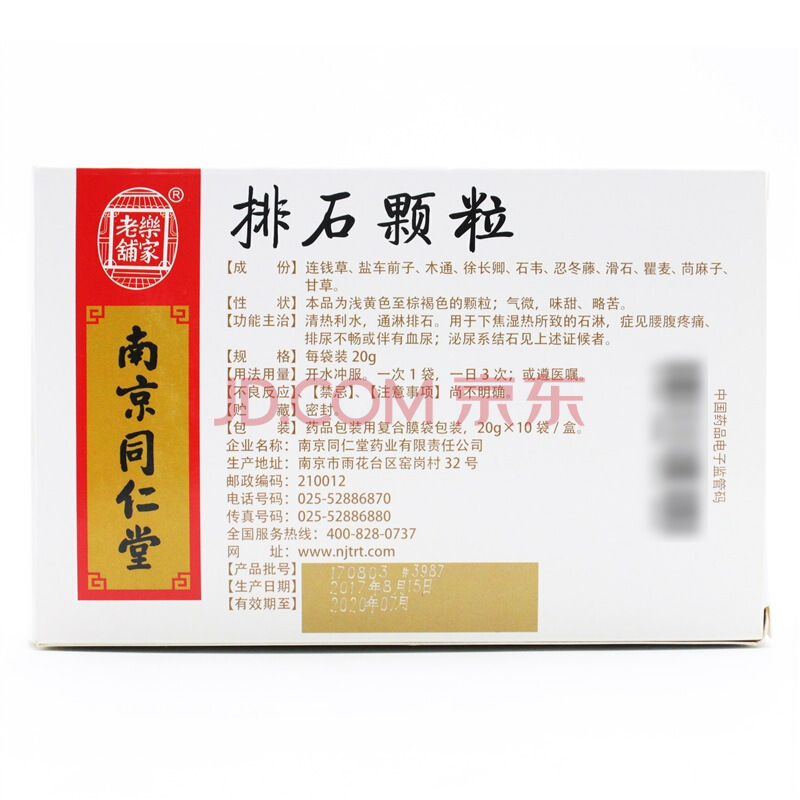 老樂家舖
®
南京同仁堂
排石颗粒
【成 份】连钱草、盐车前子、木通、徐长卿、石韦、忍冬藤、滑石、瞿麦、苘麻子、
甘草。
【性 状】本品为浅黄色至棕褐色的颗粒；气微，味甜、略苦。
【功能主治】清热利水，通淋排石。用于下焦湿热所致的石淋，症见腰腹疼痛、
排尿不畅或伴有血尿；泌尿系结石见上述证候者。
【规 格】每袋装 20g
【用法用量】开水冲服。一次 1 袋，一日 3 次；或遵医嘱。
【不良反应】、【禁忌】、【注意事项】尚不明确。
【贮 藏】密封。
【包 装】药品包装用复合膜袋包装，20g×10 袋 / 盒。
企业名称：南京同仁堂药业有限责任公司
生产地址：南京市雨花台区窑岗村 32 号
邮政编码：210012
电话号码：025-52886870
传真号码：025-52886880
全国服务热线：400-828-0737
网 址：www.njtrt.com
【产品批号】170803 #3987
【生产日期】2017年8月15日
【有效期至】2020年07月
中国药品电子监管码
JD.COM 京东